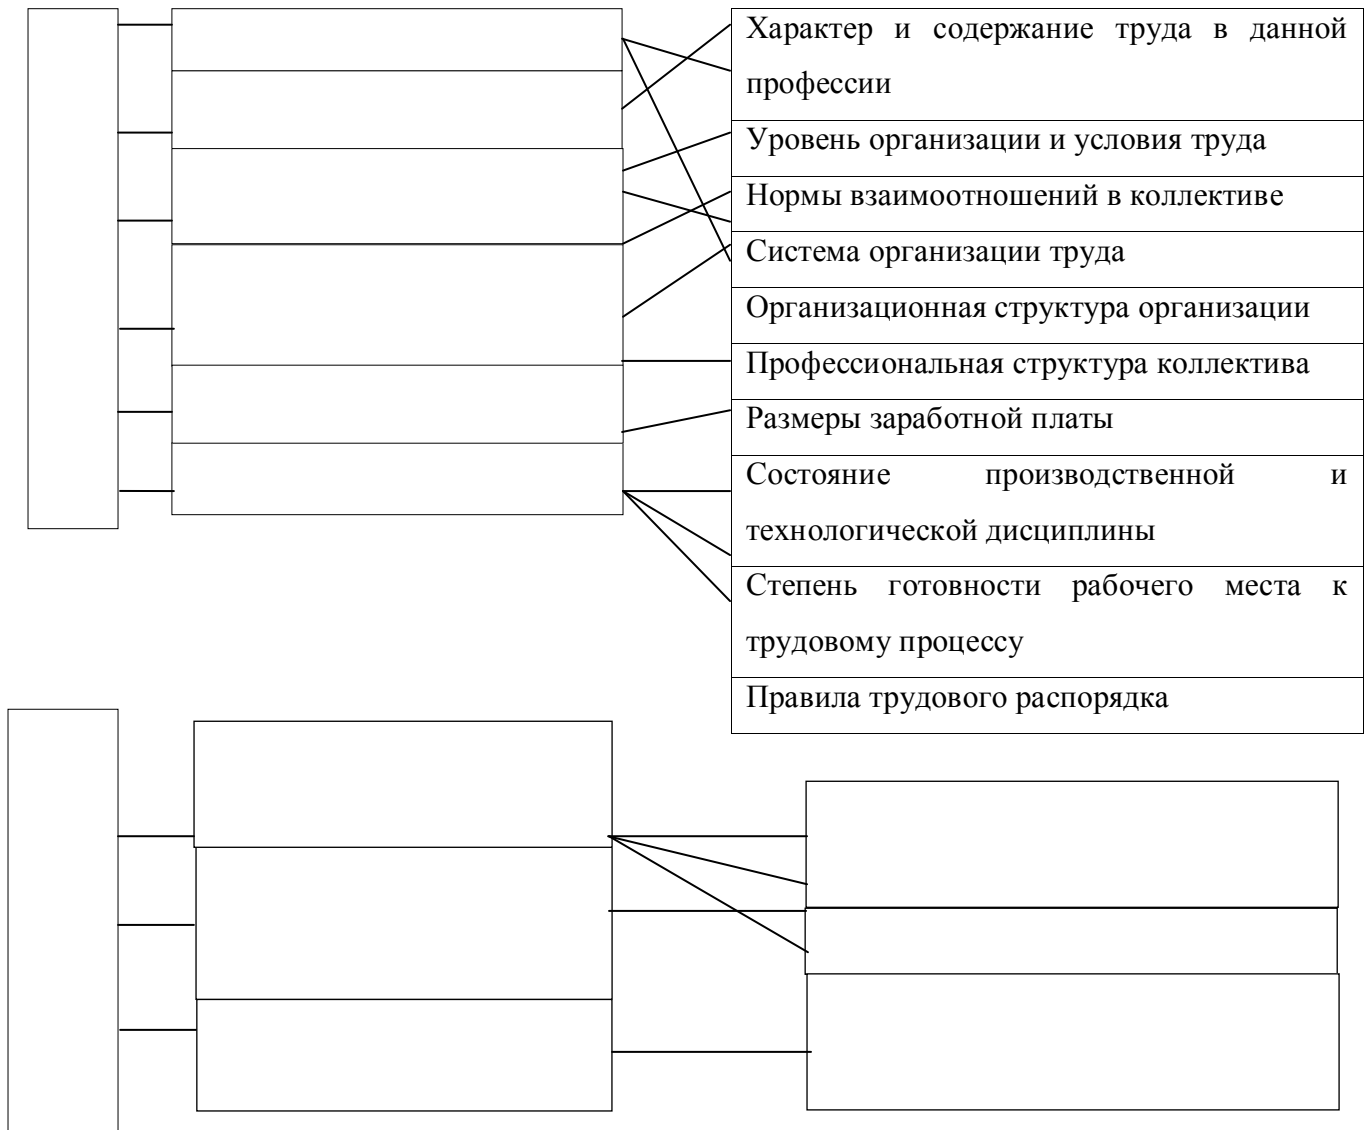 Характер и содержание труда в данной
профессии
Уровень организации и условия труда
Нормы взаимоотношений в коллективе
Система организации труда
Организационная структура организации
Профессиональная структура коллектива
Размеры заработной платы
Состояние производственной и
технологической дисциплины
Степень готовности рабочего места к
трудовому процессу
Правила трудового распорядка